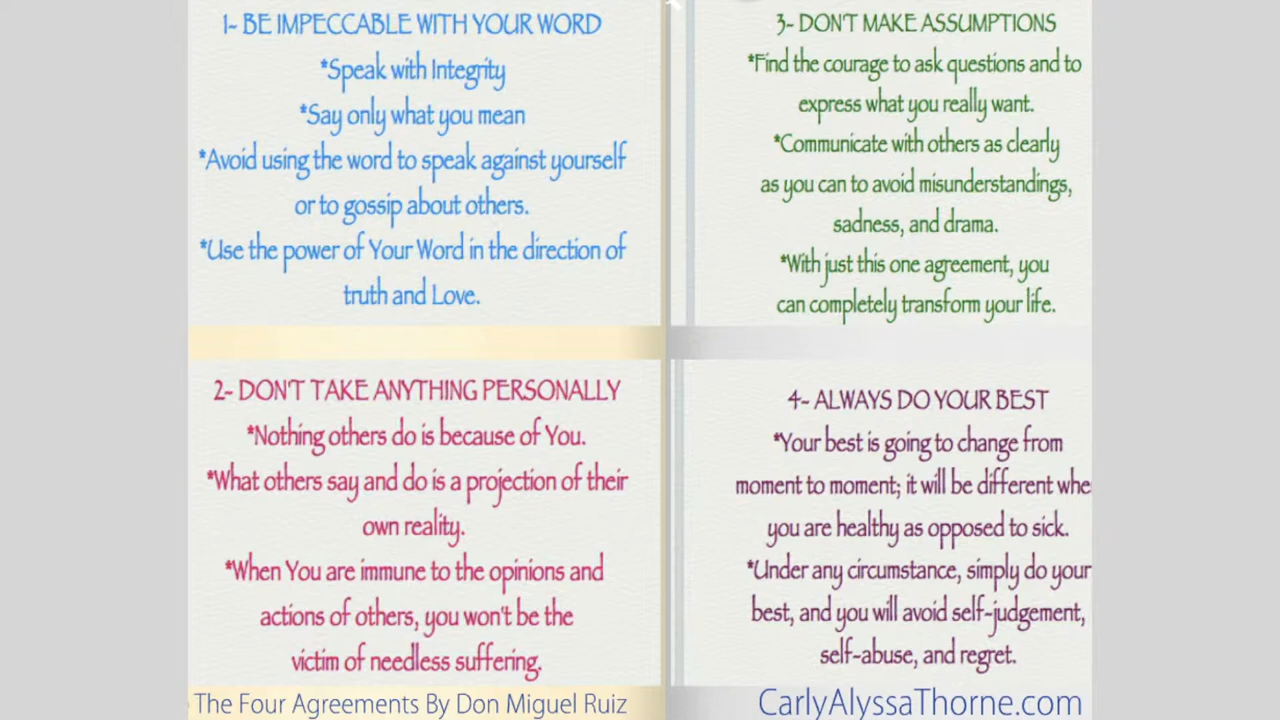 1- BE IMPECCABLE WITH YOUR WORD
*Speak with Integrity
*Say only what you mean
*Avoid using the word to speak against yourself
or to gossip about others.
*Use the power of Your Word in the direction of
truth and Love.
2- DON'T TAKE ANYTHING PERSONALLY
*Nothing others do is because of You.
*What others say and do is a projection of their
own reality.
*When You are immune to the opinions and
actions of others, you won't be the
victim of needless suffering.
The Four Agreements By Don Miguel Ruiz
3- DON'T MAKE ASSUMPTIONS
*Find the courage to ask questions and to
express what you really want.
*Communicate with others as clearly
as you can to avoid misunderstandings,
sadness, and drama.
*With just this one agreement, you
can completely transform your life.
4- ALWAYS DO YOUR BEST
*Your best is going to change from
moment to moment; it will be different whe
you are healthy as opposed to sick.
*Under any circumstance, simply do your
best, and you will avoid self-judgement,
self-abuse, and regret.
CarlyAlyssaThorne.com